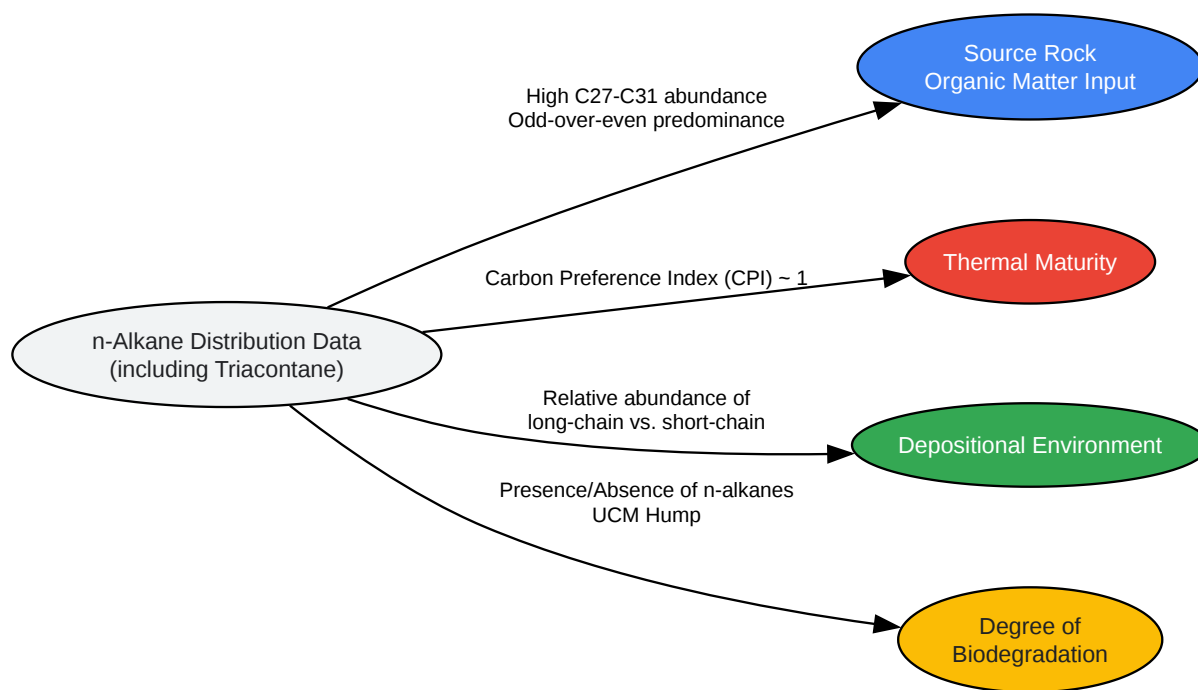 Source Rock
Organic Matter Input
High C27-C31 abundance
Odd-over-even predominance
Thermal Maturity
Carbon Preference Index (CPI) ~ 1
n-Alkane Distribution Data
(including Triacontane)
Relative abundance of
long-chain vs. short-chain
Depositional Environment
Presence/Absence of n-alkanes
UCM Hump
Degree of
Biodegradation